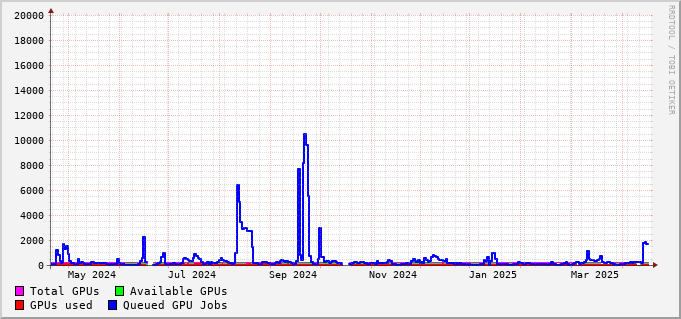 20000
18000
16000
14000
12000
10000
8000
6000
4000
2000
0
May 2024 Jul 2024 Sep 2024 Nov 2024 Jan 2025 Mar 2025
Total GPUs Available GPUs
GPUs used Queued GPU Jobs
RRDTOOL / TOBI OETIKER